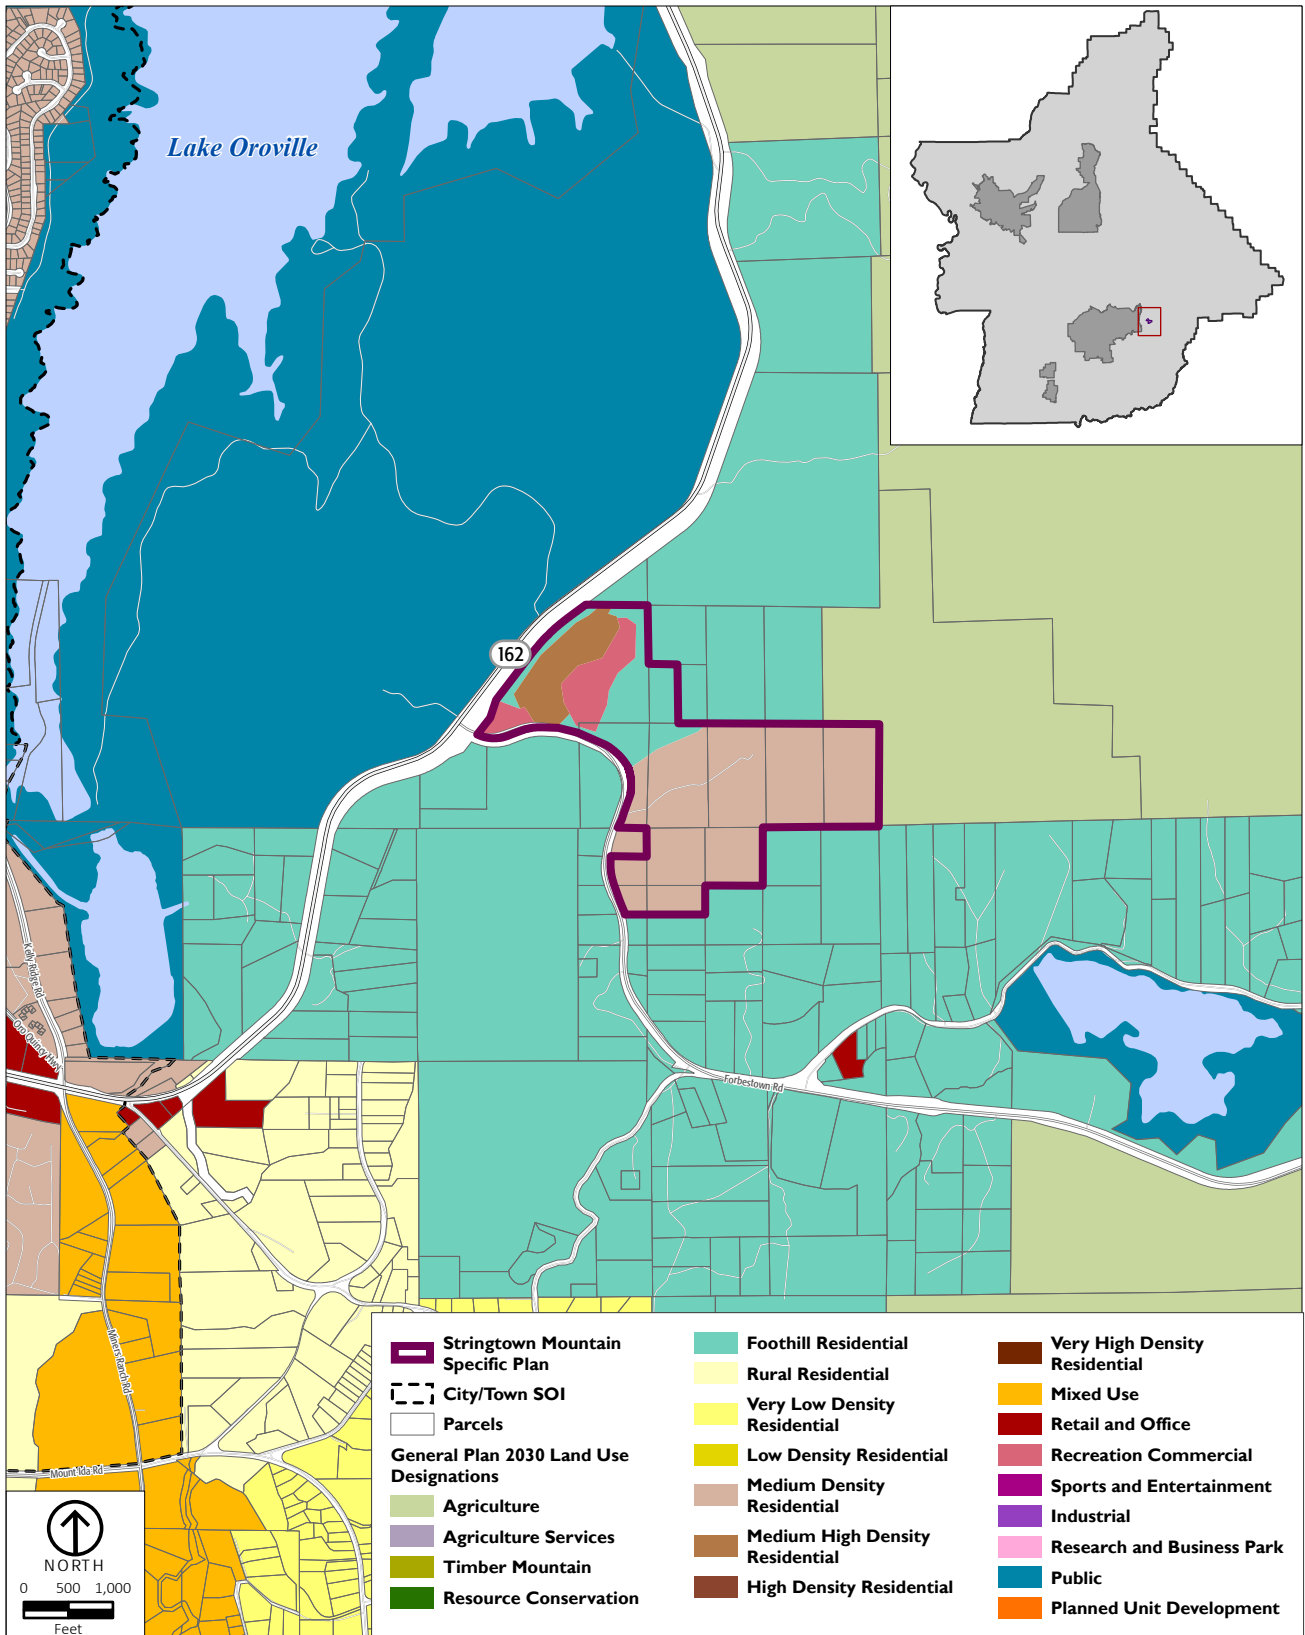 Lake Oroville
162
Kelly Ridge Rd
Oro Quincy Hwy
Forbestown Rd
Miners Ranch Rd
Mount Ida Rd
NORTH
0 500 1,000
Feet
Stringtown Mountain
Specific Plan
City/Town SOI
Parcels
General Plan 2030 Land Use
Designations
Agriculture
Agriculture Services
Timber Mountain
Resource Conservation
Foothill Residential
Rural Residential
Very Low Density
Residential
Low Density Residential
Medium Density
Residential
Medium High Density
Residential
High Density Residential
Very High Density
Residential
Mixed Use
Retail and Office
Recreation Commercial
Sports and Entertainment
Industrial
Research and Business Park
Public
Planned Unit Development